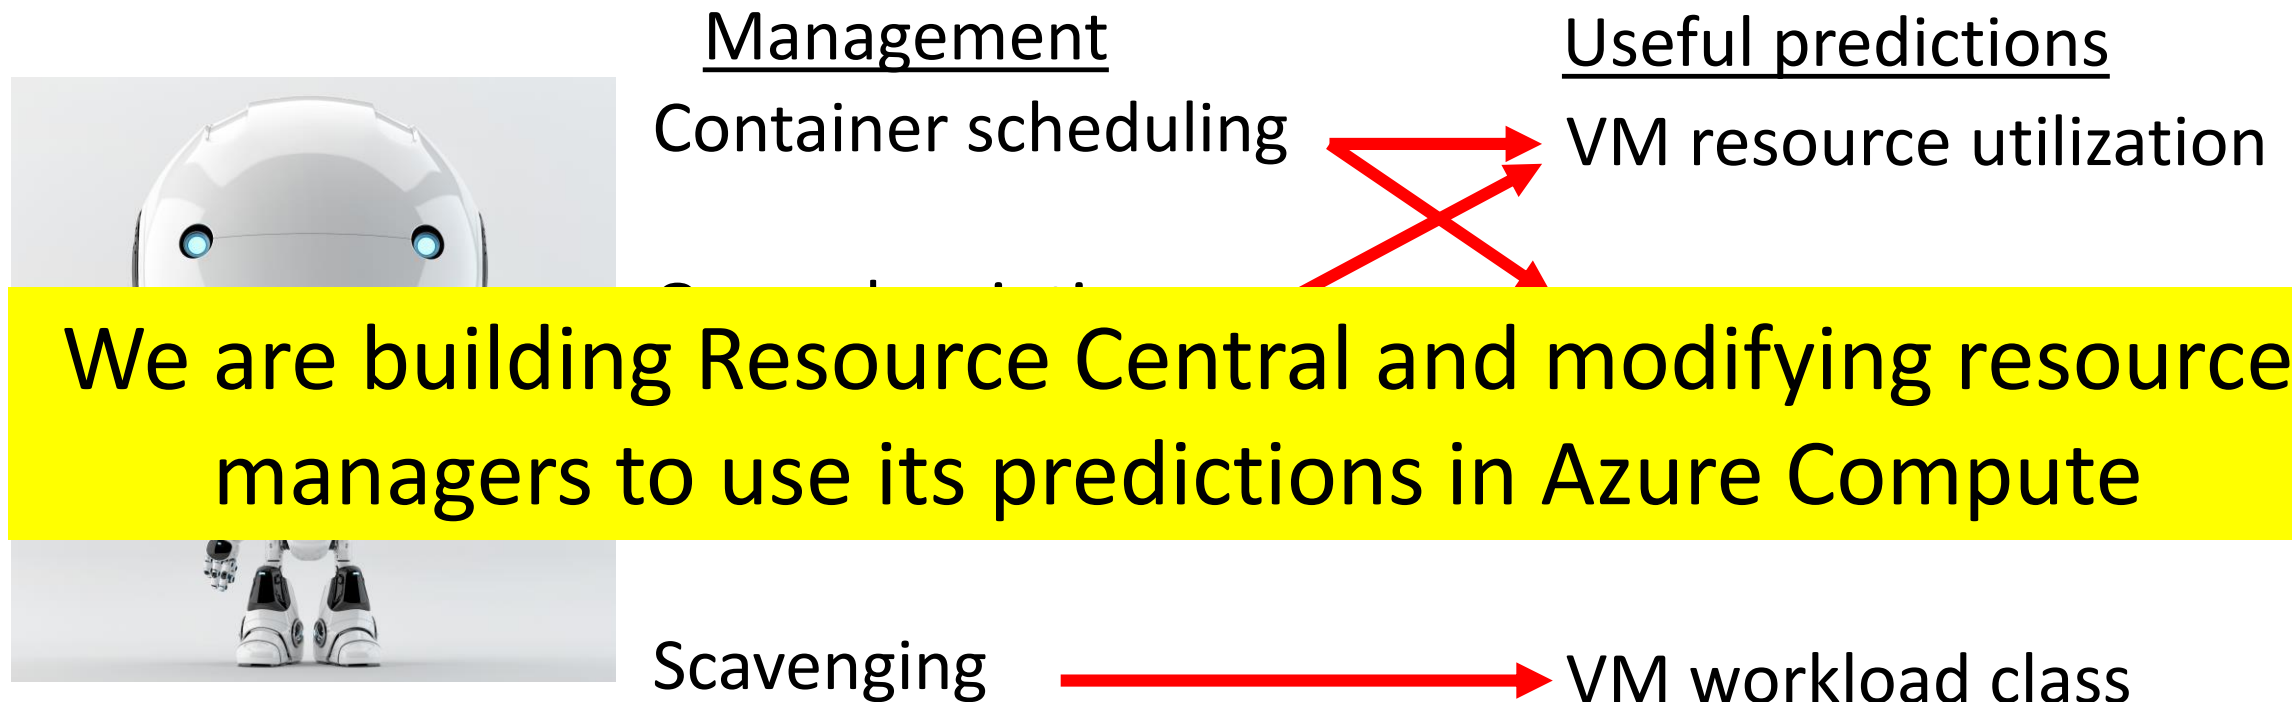 Management
Useful predictions
Container scheduling
VM resource utilization
We are building Resource Central and modifying resource
managers to use its predictions in Azure Compute
Scavenging
VM workload class